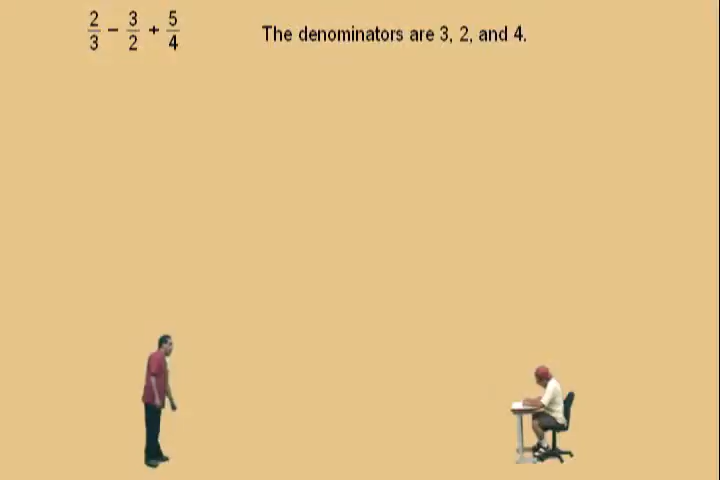 2/3 − 3/2 + 5/4 The denominators are 3, 2, and 4.